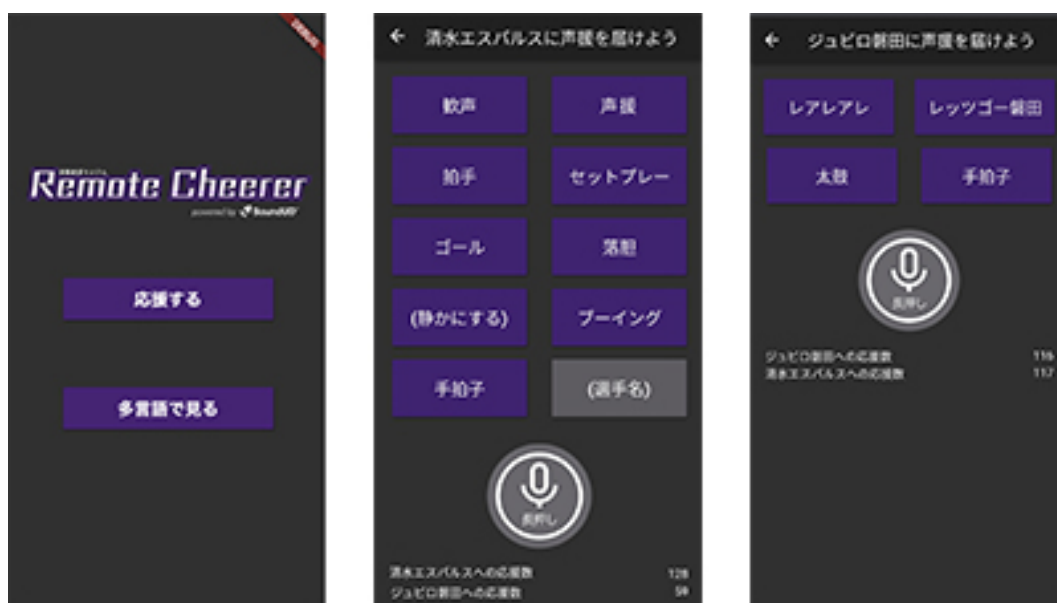 DEBUG
Remote Cheerer
powered by SoundUD
応援する
多言語で見る
← 清水エスパルスに声援を届けよう
歓声 声援
拍手 セットプレー
ゴール 落胆
(静かにする) ブーイング
手拍子 (選手名)
長押し
清水エスパルスへの応援数 128
ジュビロ磐田への応援数 59
← ジュビロ磐田に声援を届けよう
レアレアレ レッツゴー磐田
太鼓 手拍子
長押し
ジュビロ磐田への応援数 116
清水エスパルスへの応援数 117